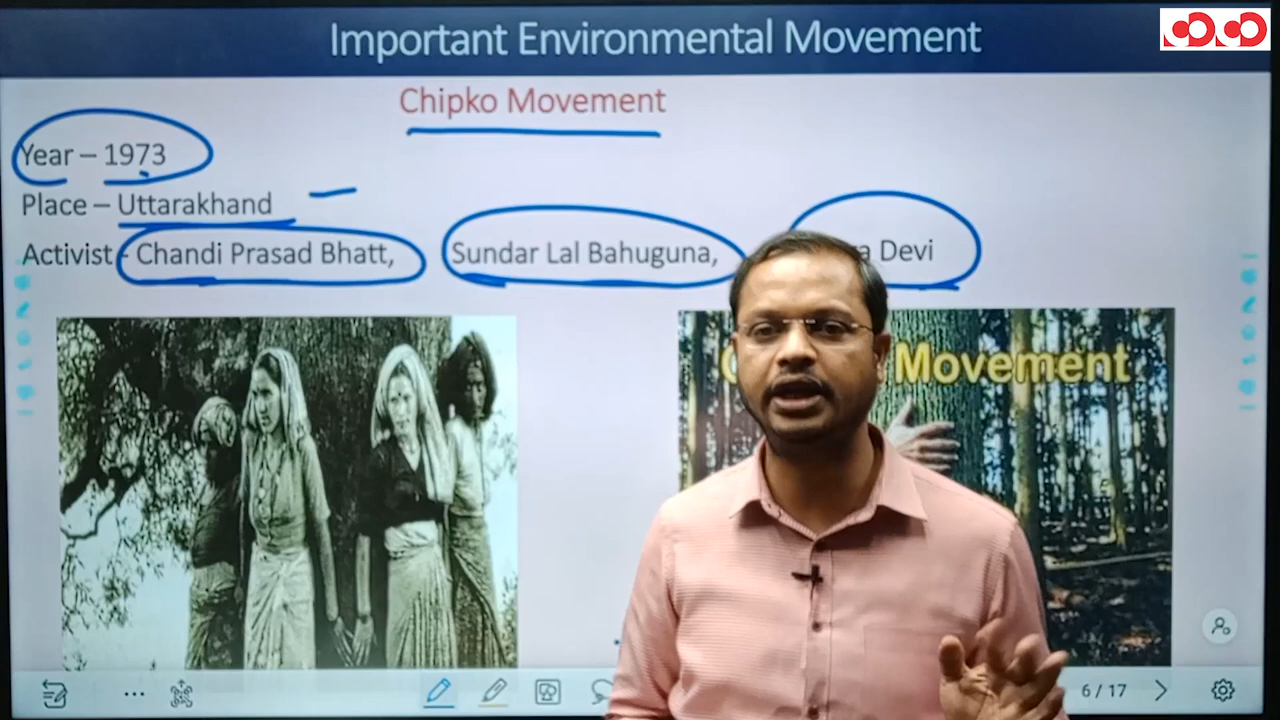 Important Environmental Movement
Chipko Movement
Year – 1973
Place – Uttarakhand
Activist - Chandi Prasad Bhatt, Sundar Lal Bahuguna, Devi
Movement
6 / 17